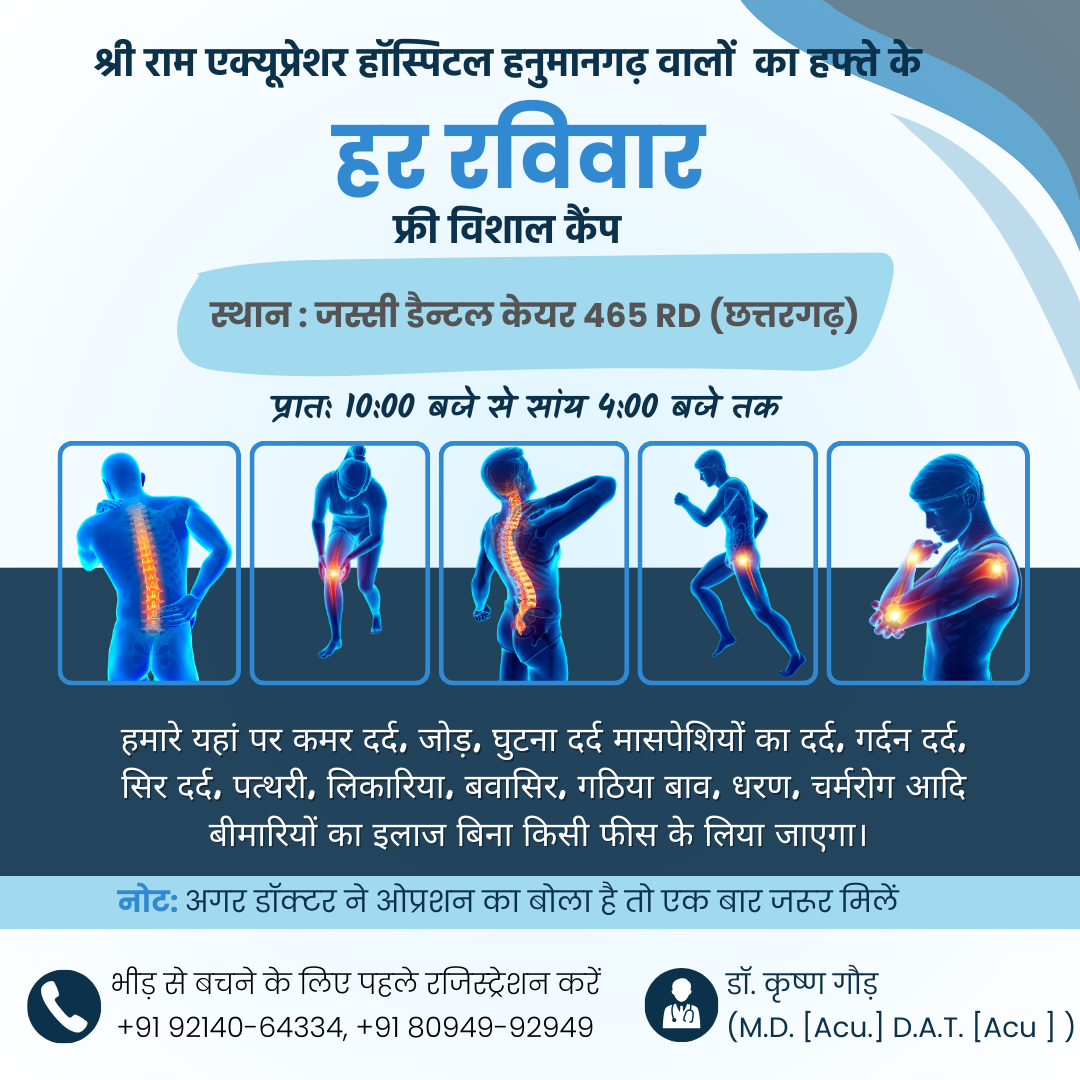 श्री राम एक्यूप्रेशर हॉस्पिटल हनुमानगढ़ वालों का हफ्ते के
हर रविवार
फ्री विशाल कैंप
स्थान : जस्सी डैन्टल केयर 465 RD (छत्तरगढ़)
प्रात: 10:00 बजे से सांय 4:00 बजे तक
हमारे यहां पर कमर दर्द, जोड़, घुटना दर्द मासपेशियों का दर्द, गर्दन दर्द,
सिर दर्द, पत्थरी, लिकारिया, बवासिर, गठिया बाव, धरण, चर्मरोग आदि
बीमारियों का इलाज बिना किसी फीस के लिया जाएगा।
नोट: अगर डॉक्टर ने ओप्रशन का बोला है तो एक बार जरूर मिलें
भीड़ से बचने के लिए पहले रजिस्ट्रेशन करें
+91 92140-64334, +91 80949-92949
डॉ. कृष्ण गौड़
(M.D. [Acu.] D.A.T. [Acu ] )